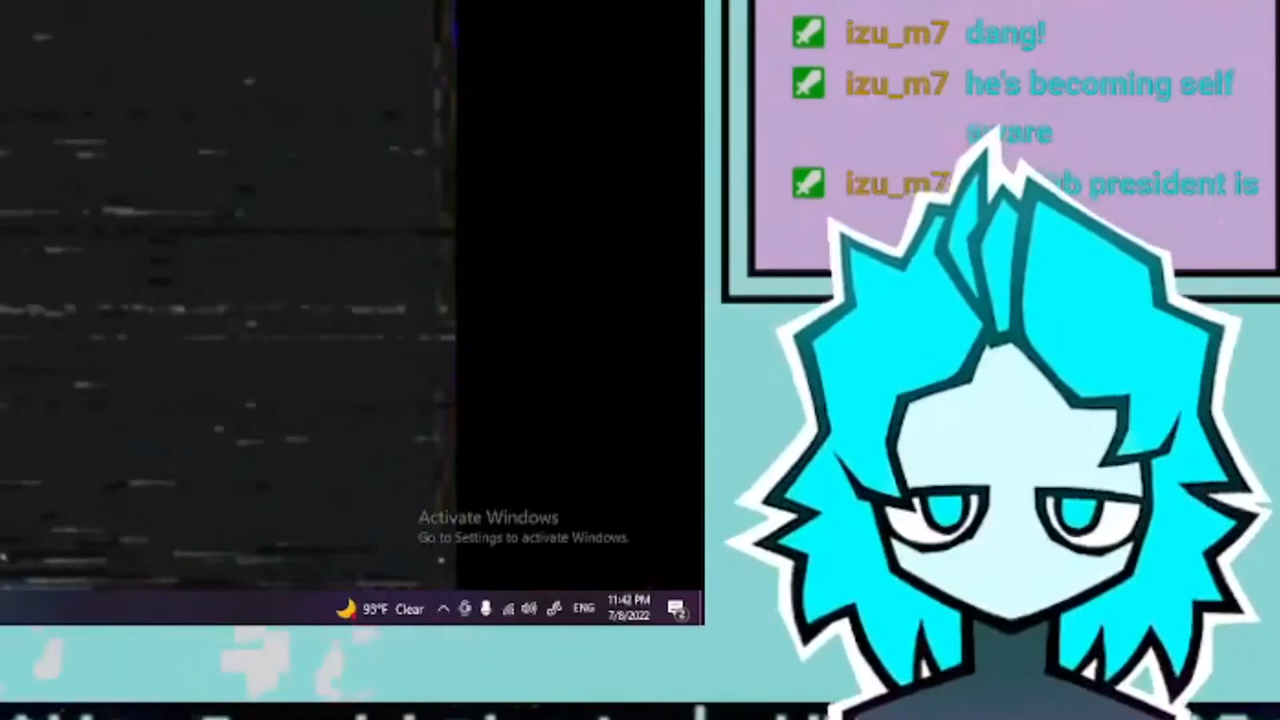 izu_m7 dang!
izu_m7 he's becoming self
aware
izu_m7 president is
Activate Windows
Go to Settings to activate Windows.
93°F Clear ENG 11:42 PM
7/8/2022 2